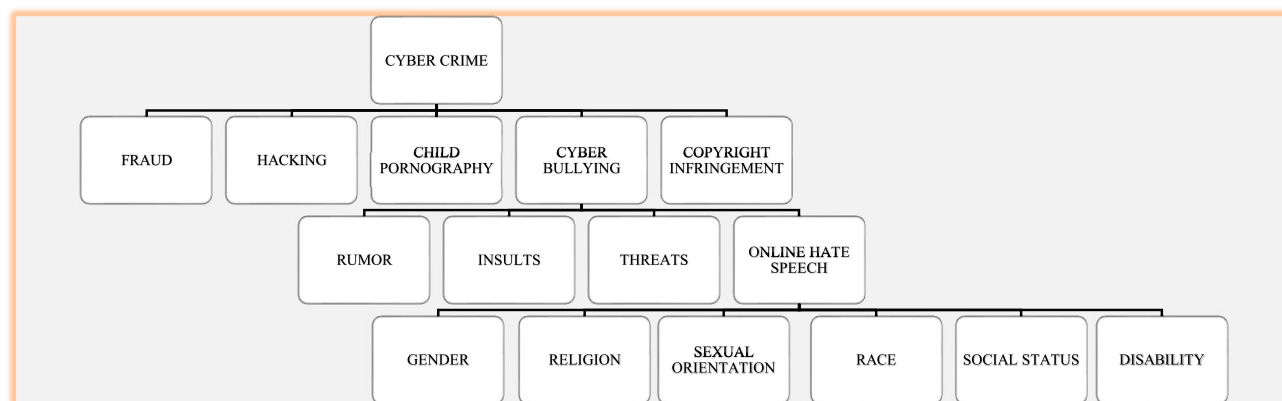 CYBER CRIME
FRAUD
HACKING
CHILD
PORNOGRAPHY
CYBER
BULLYING
COPYRIGHT
INFRINGEMENT
RUMOR
INSULTS
THREATS
ONLINE HATE
SPEECH
GENDER
RELIGION
SEXUAL
ORIENTATION
RACE
SOCIAL STATUS
DISABILITY